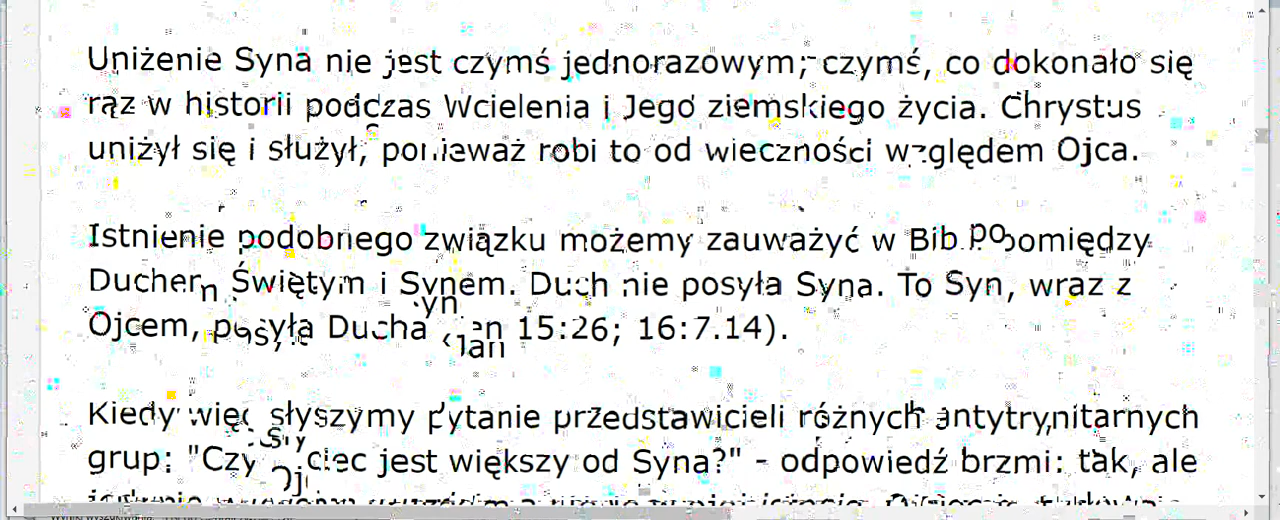 Uniżenie Syna nie jest czymś jednorazowym, czymś, co dokonało się
raz w historii podczas Wcielenia i Jego ziemskiego życia. Chrystus
uniżył się i służył, ponieważ robi to od wieczności względem Ojca.
Istnienie podobnego związku możemy zauważyć w Biblii pomiędzy
Duchem Świętym i Synem. Duch nie posyła Syna. To Syn, wraz z
Ojcem, posyła Ducha (Jan 15:26; 16:7.14).
Kiedy więc słyszymy pytanie przedstawicieli różnych antytrynitarnych
grup: "Czy Ojciec jest większy od Syna?" - odpowiedź brzmi: tak, ale